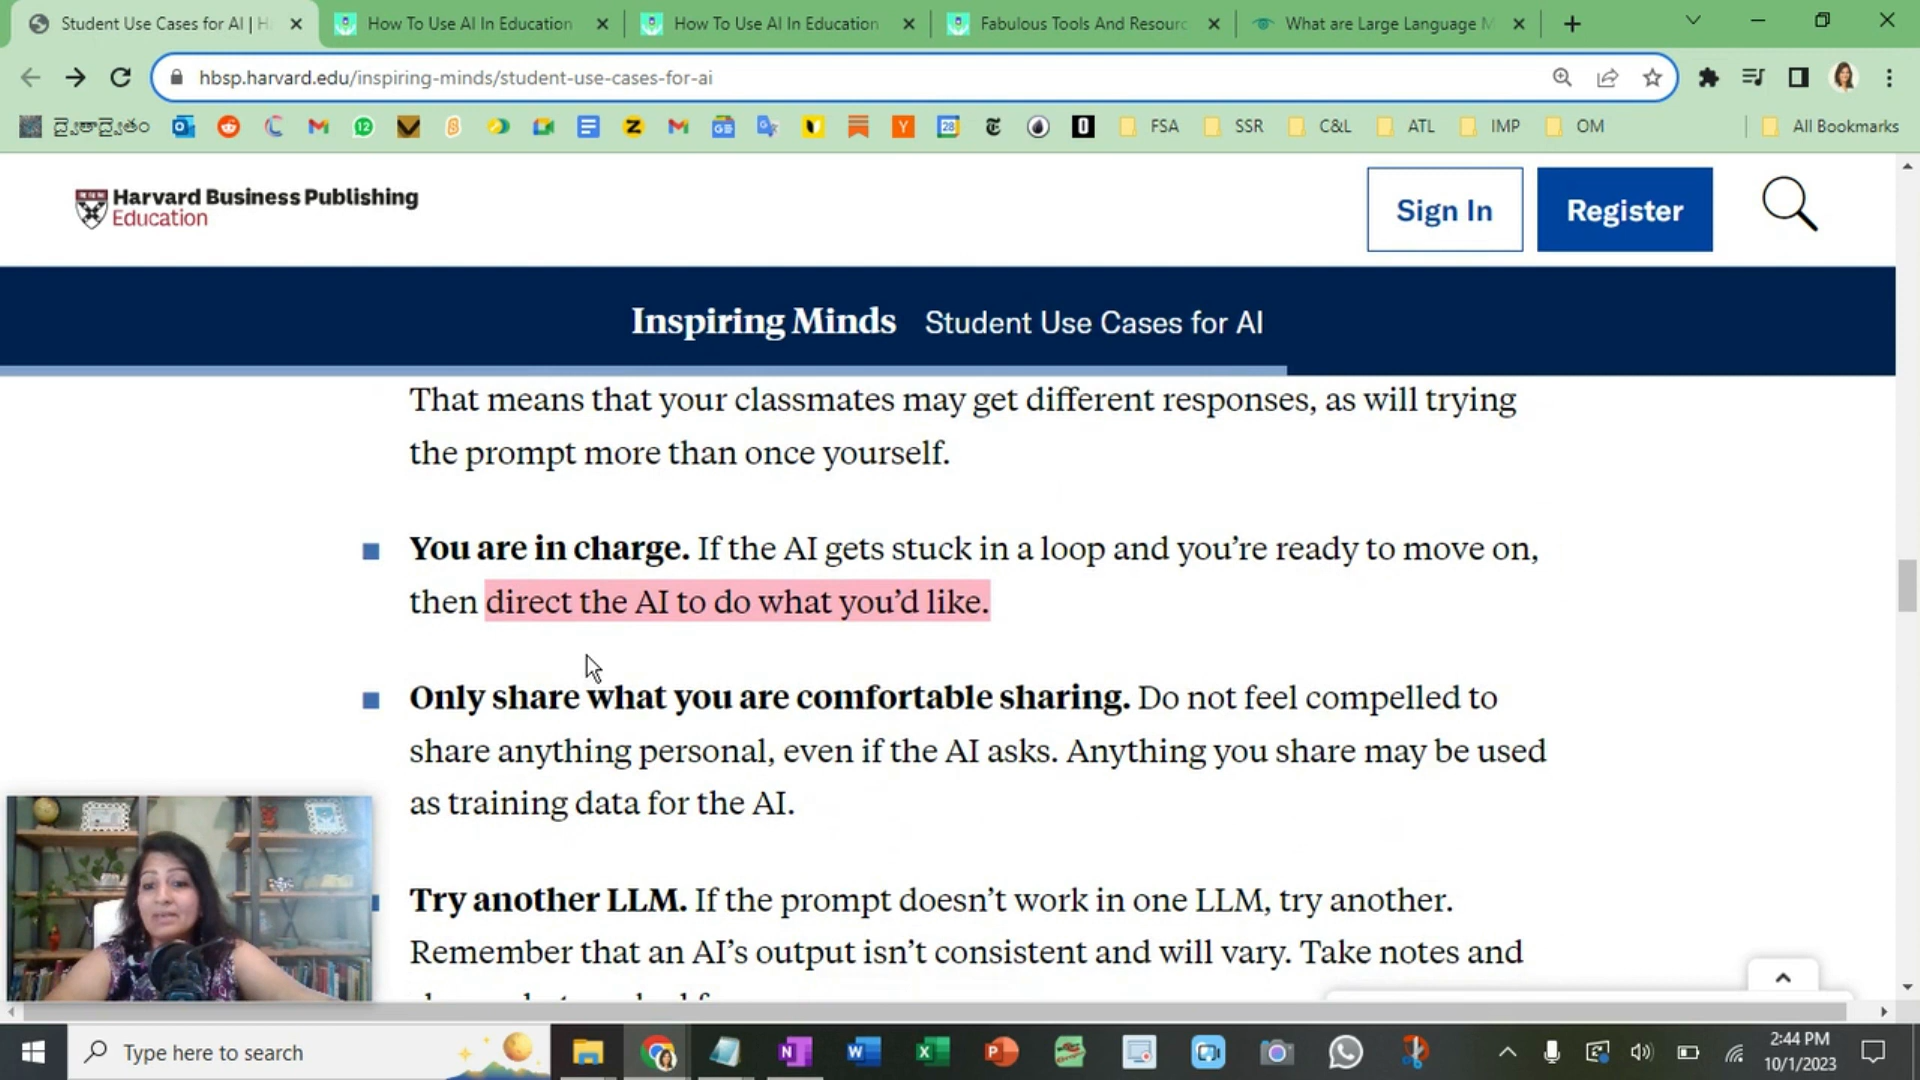 Student Use Cases for AI | H
How To Use AI In Education
How To Use AI In Education
Fabulous Tools And Resourc
What are Large Language M
hbsp.harvard.edu/inspiring-minds/student-use-cases-for-ai
FSA
SSR
C&L
ATL
IMP
OM
All Bookmarks
Harvard Business Publishing
Education
Sign In
Register
Inspiring Minds Student Use Cases for AI
That means that your classmates may get different responses, as will trying
the prompt more than once yourself.
You are in charge. If the AI gets stuck in a loop and you’re ready to move on,
then direct the AI to do what you’d like.
Only share what you are comfortable sharing. Do not feel compelled to
share anything personal, even if the AI asks. Anything you share may be used
as training data for the AI.
Try another LLM. If the prompt doesn’t work in one LLM, try another.
Remember that an AI’s output isn’t consistent and will vary. Take notes and
Type here to search
2:44 PM
10/1/2023